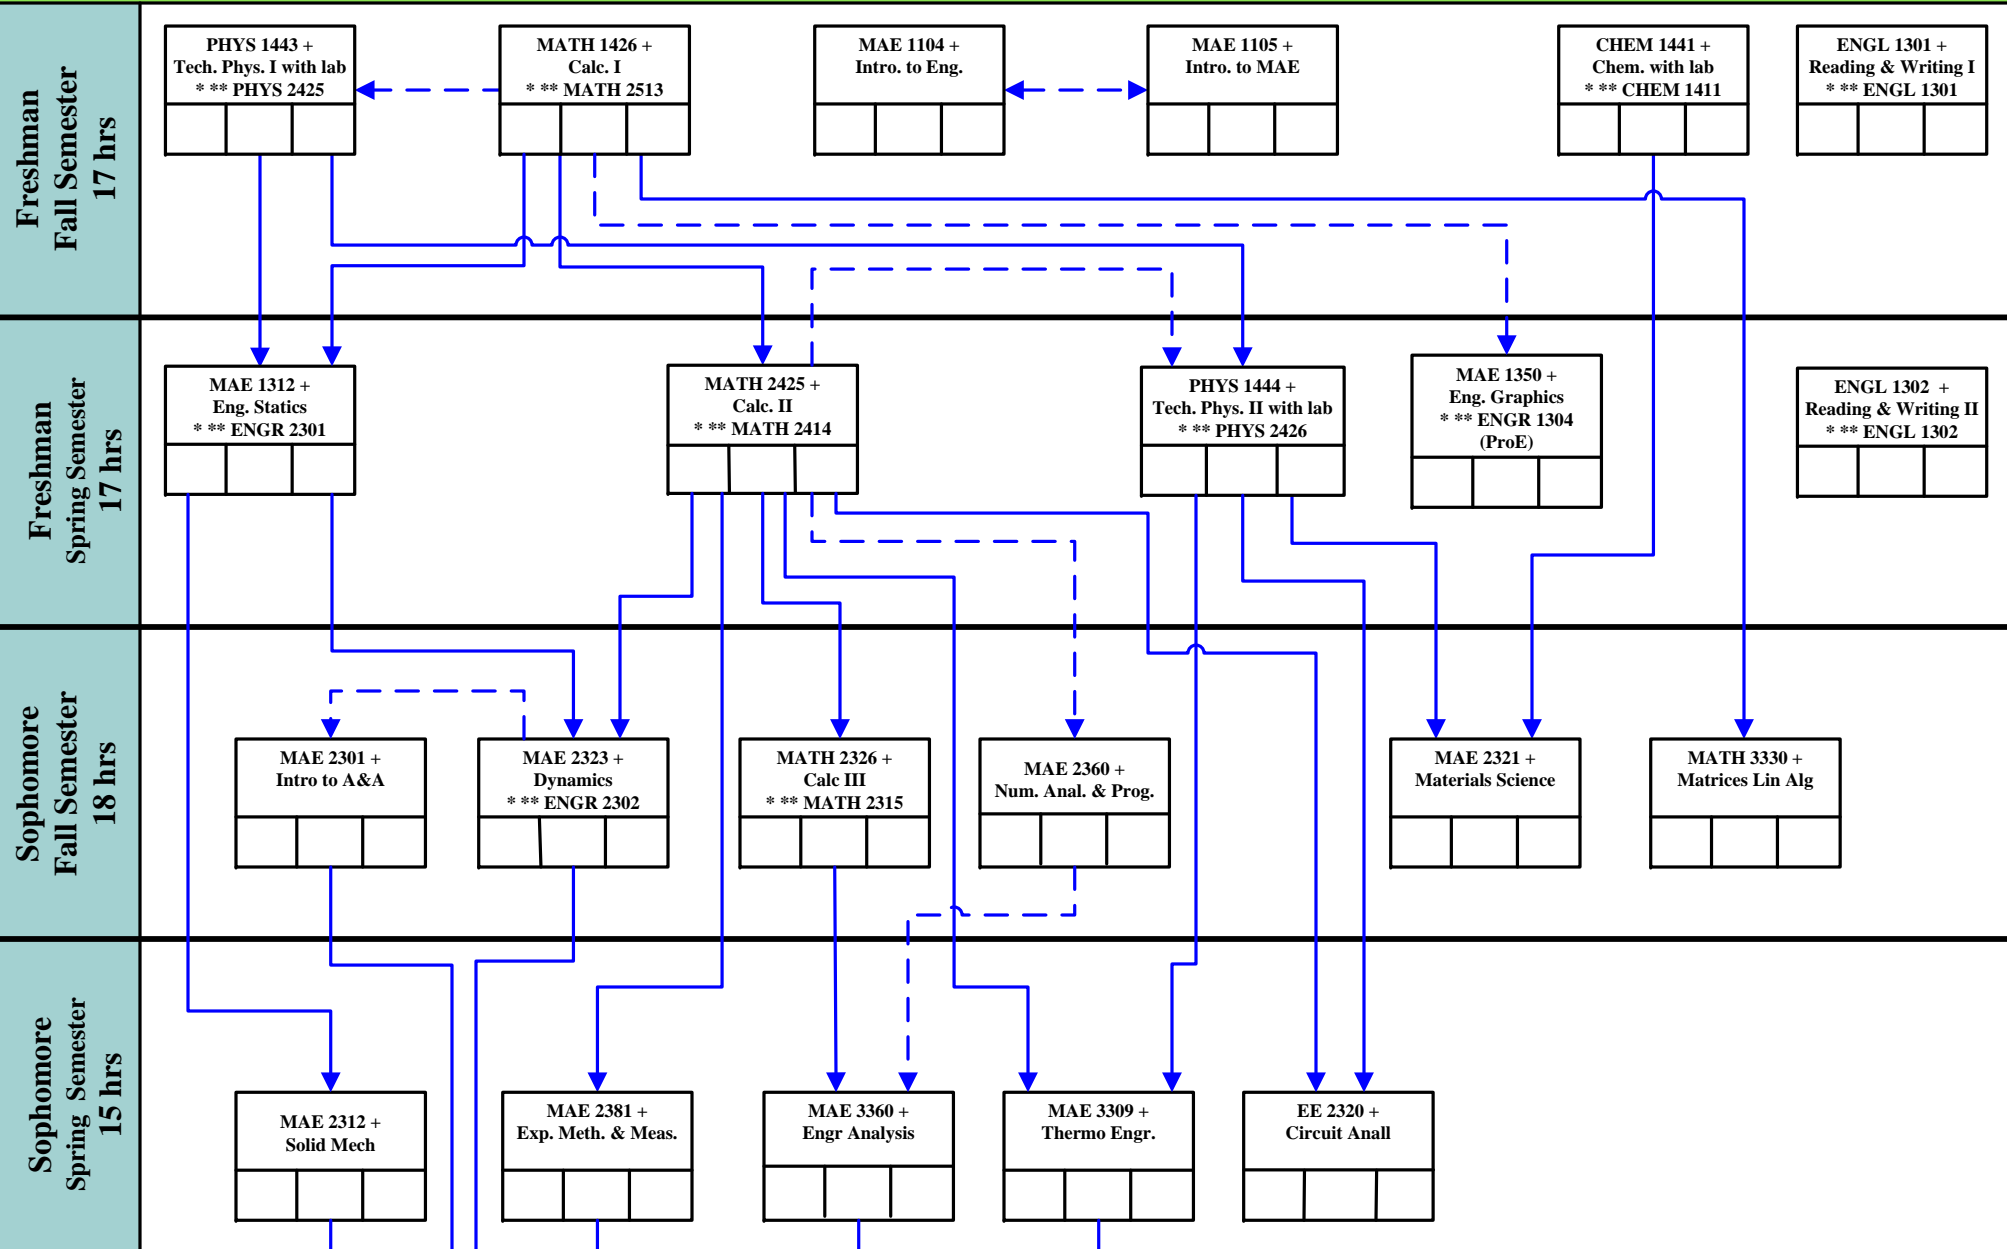 Freshman
Fall Semester
17 hrs
PHYS 1443 +
Tech. Phys. I with lab
* ** PHYS 2425
MATH 1426 +
Calc. I
* ** MATH 2513
MAE 1104 +
Intro. to Eng.
MAE 1105 +
Intro. to MAE
CHEM 1441 +
Chem. with lab
* ** CHEM 1411
ENGL 1301 +
Reading & Writing I
* ** ENGL 1301
Freshman
Spring Semester
17 hrs
MAE 1312 +
Eng. Statics
* ** ENGR 2301
MATH 2425 +
Calc. II
* ** MATH 2414
PHYS 1444 +
Tech. Phys. II with lab
* ** PHYS 2426
MAE 1350 +
Eng. Graphics
* ** ENGR 1304
(ProE)
ENGL 1302 +
Reading & Writing II
* ** ENGL 1302
Sophomore
Fall Semester
18 hrs
MAE 2301 +
Intro to A&A
MAE 2323 +
Dynamics
* ** ENGR 2302
MATH 2326 +
Calc III
* ** MATH 2315
MAE 2360 +
Num. Anal. & Prog.
MAE 2321 +
Materials Science
MATH 3330 +
Matrices Lin Alg
Sophomore
Spring Semester
15 hrs
MAE 2312 +
Solid Mech
MAE 2381 +
Exp. Meth. & Meas.
MAE 3360 +
Engr Analysis
MAE 3309 +
Thermo Engr.
EE 2320 +
Circuit Anall